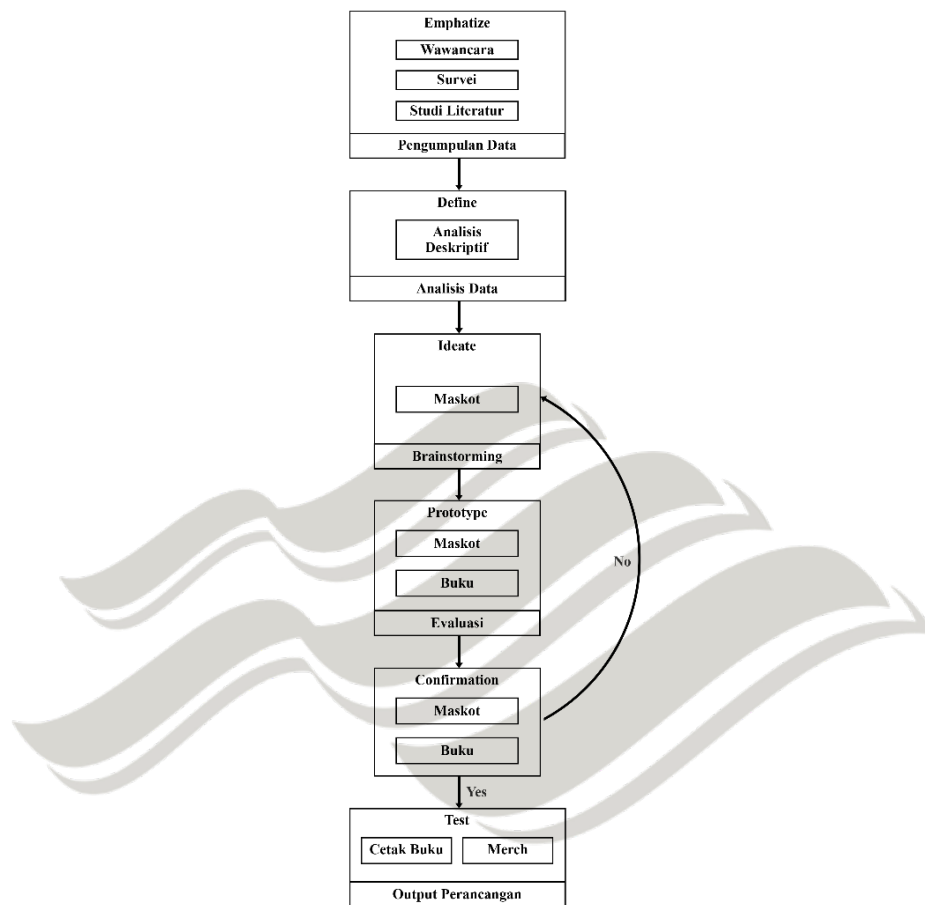 Emphatize
Wawancara
Survei
Studi Literatur
Pengumpulan Data
Define
Analisis
Deskriptif
Analisis Data
Ideate
Maskot
Brainstorming
Prototype
Maskot
Buku
Evaluasi
No
Confirmation
Maskot
Buku
Yes
Test
Cetak Buku Merch
Output Perancangan